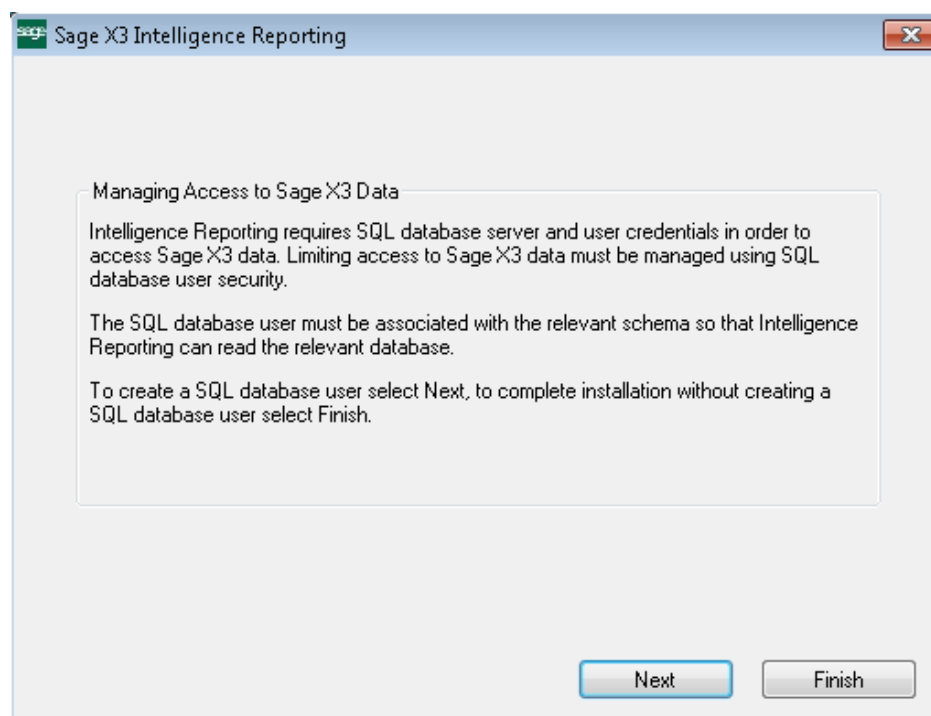 sage Sage X3 Intelligence Reporting
Managing Access to Sage X3 Data
Intelligence Reporting requires SQL database server and user credentials in order to
access Sage X3 data. Limiting access to Sage X3 data must be managed using SQL
database user security.
The SQL database user must be associated with the relevant schema so that Intelligence
Reporting can read the relevant database.
To create a SQL database user select Next, to complete installation without creating a
SQL database user select Finish.
Next Finish